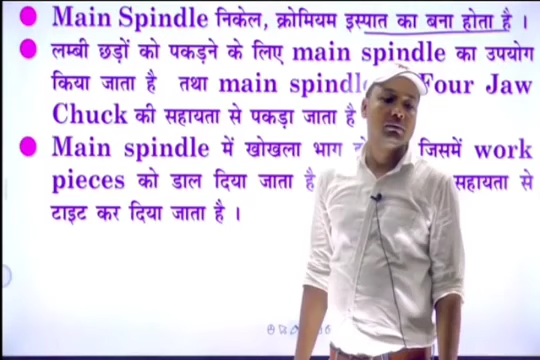 Main Spindle निकेल, क्रोमियम इस्पात का बना होता है ।
लम्बी छड़ों को पकड़ने के लिए main spindle का उपयोग
किया जाता है तथा main spindl Four Jaw
Chuck की सहायता से पकड़ा जाता है
Main spindle में खोखला भाग जिसमें work
pieces को डाल दिया जाता है सहायता से
टाइट कर दिया जाता है ।